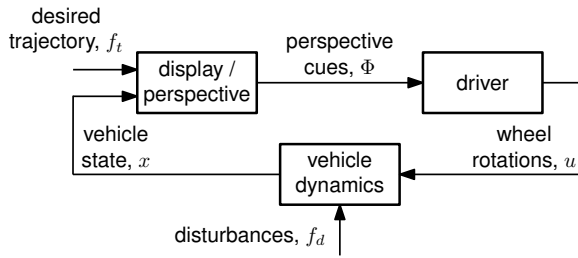 desired
trajectory, f_t
display /
perspective
perspective
cues, Φ
driver
vehicle
state, x
vehicle
dynamics
wheel
rotations, u
disturbances, f_d